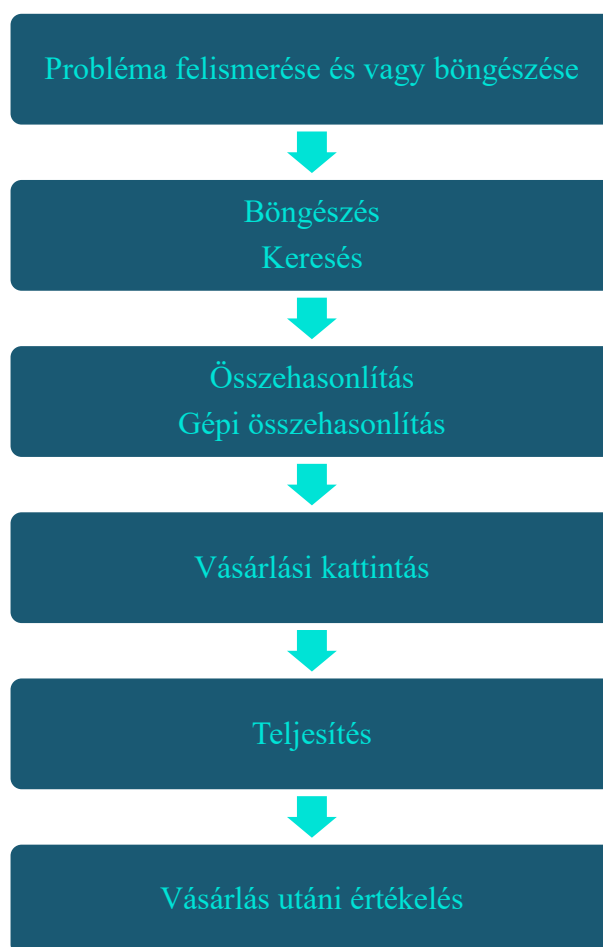 Probléma felismerése és vagy böngészése
Böngészés
Keresés
Összehasonlítás
Gépi összehasonlítás
Vásárlási kattintás
Teljesítés
Vásárlás utáni értékelés